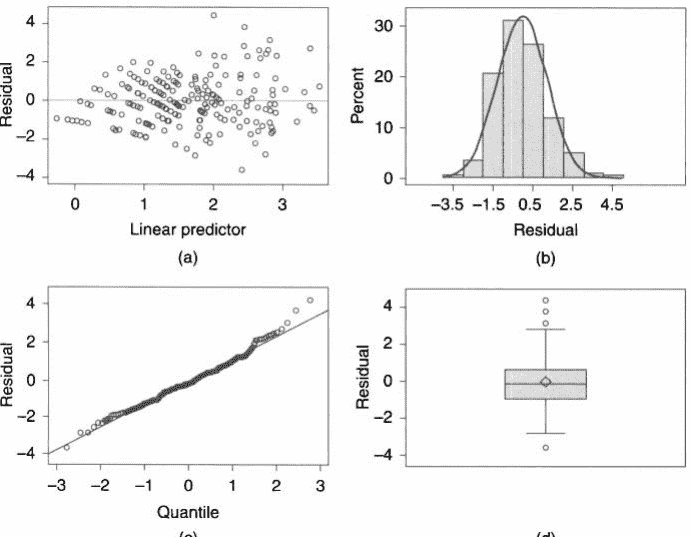 4
2
0
−2
−4
Residual
0 1 2 3
Linear predictor
(a)
30
20
10
0
Percent
−3.5 −1.5 0.5 2.5 4.5
Residual
(b)
4
2
0
−2
−4
Residual
−3 −2 −1 0 1 2 3
Quantile
4
2
0
−2
−4
Residual
(d)